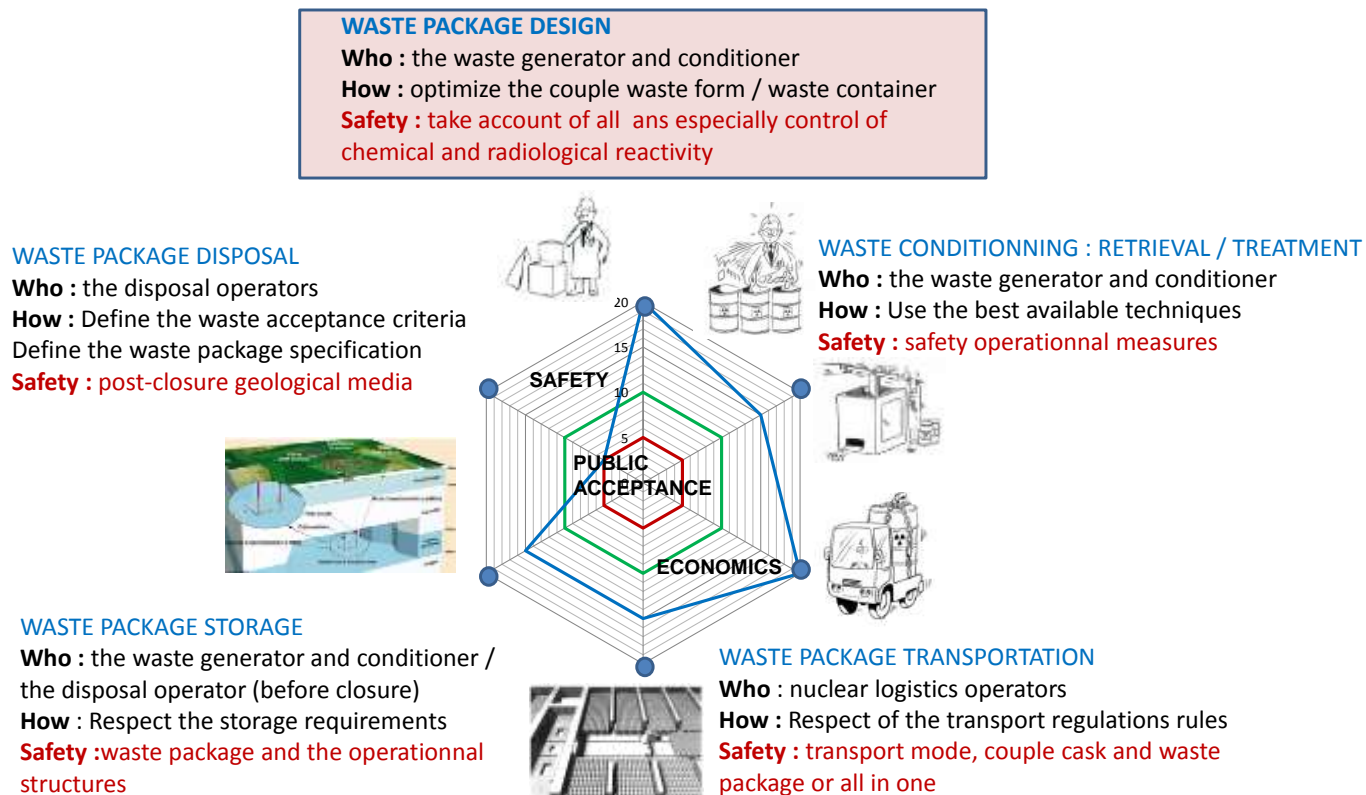 WASTE PACKAGE DESIGN
Who : the waste generator and conditioner
How : optimize the couple waste form / waste container
Safety : take account of all ans especially control of
chemical and radiological reactivity
WASTE PACKAGE DISPOSAL
Who : the disposal operators
How : Define the waste acceptance criteria
Define the waste package specification
Safety : post-closure geological media
WASTE CONDITIONNING : RETRIEVAL / TREATMENT
Who : the waste generator and conditioner
How : Use the best available techniques
Safety : safety operationnal measures
20
15
10
5
0
SAFETY
PUBLIC
ACCEPTANCE
ECONOMICS
WASTE PACKAGE STORAGE
Who : the waste generator and conditioner /
the disposal operator (before closure)
How : Respect the storage requirements
Safety :waste package and the operationnal
structures
WASTE PACKAGE TRANSPORTATION
Who : nuclear logistics operators
How : Respect of the transport regulations rules
Safety : transport mode, couple cask and waste
package or all in one